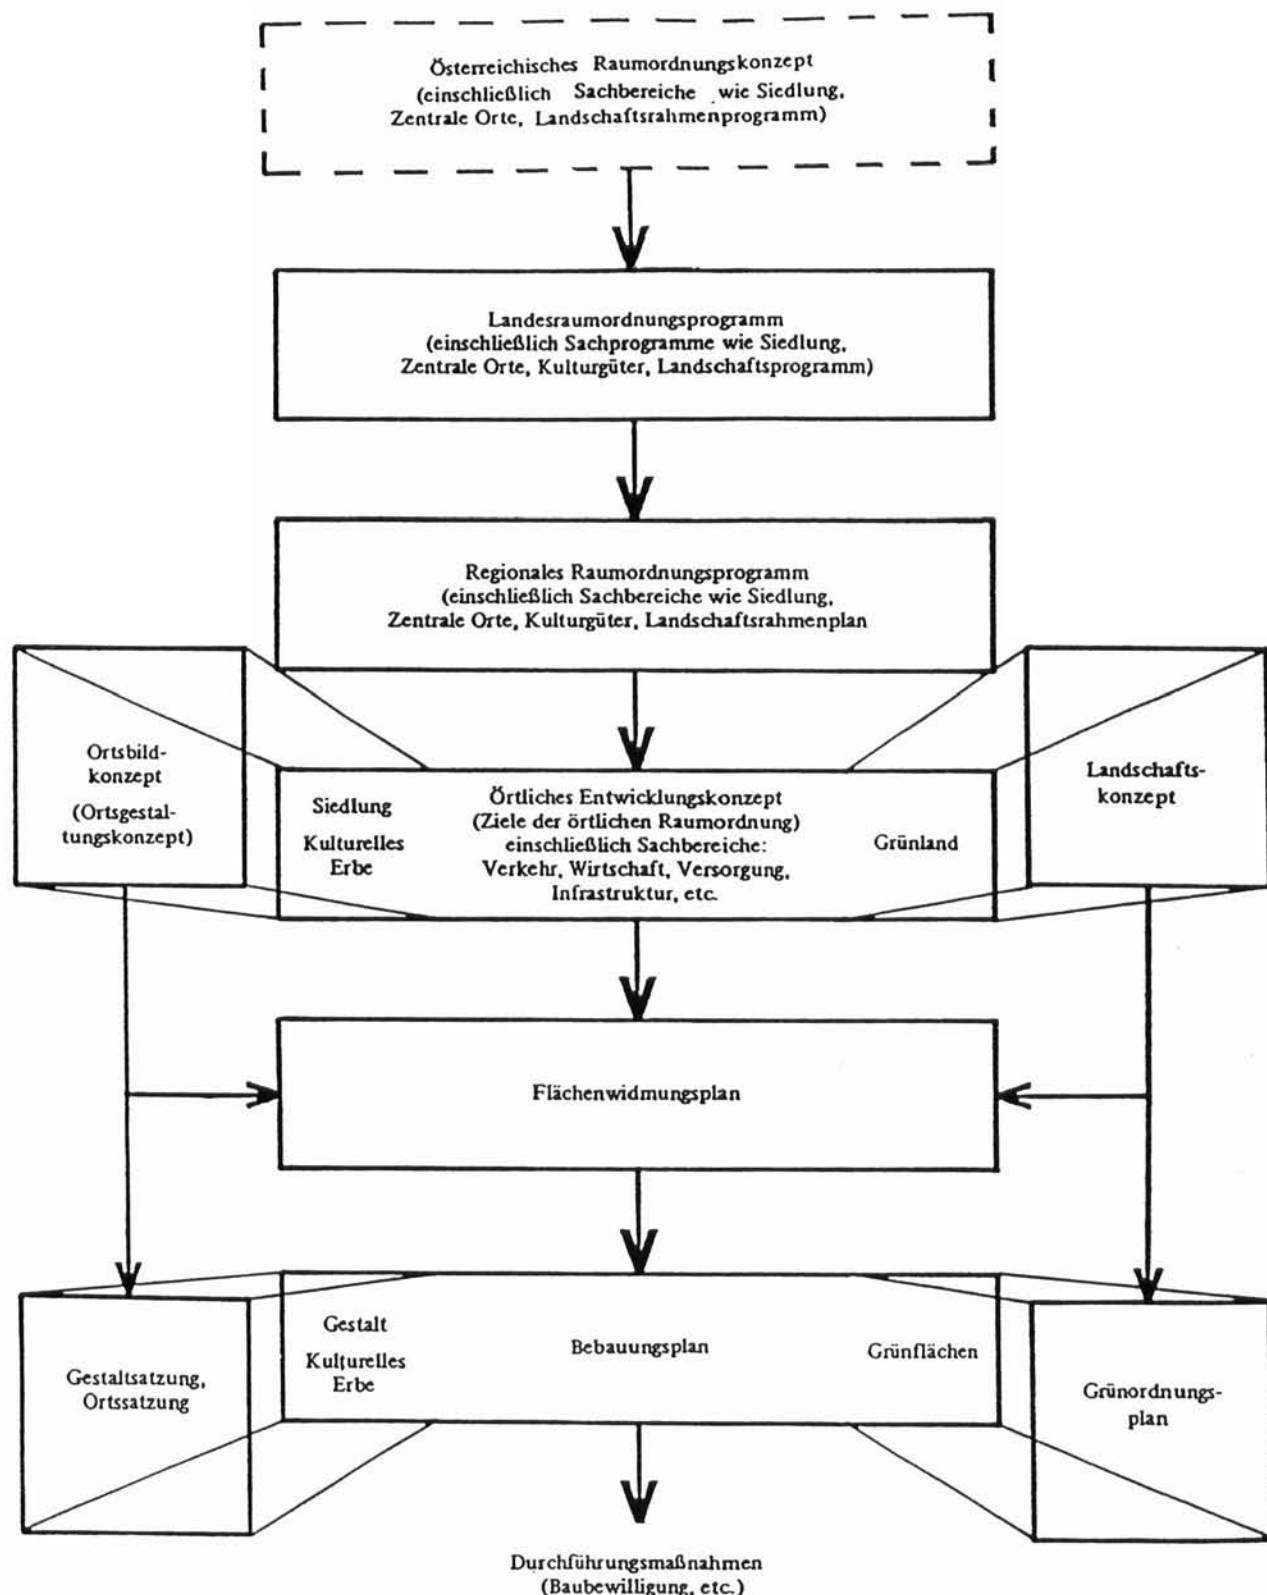 Österreichisches Raumordnungskonzept
(einschließlich Sachbereiche wie Siedlung,
Zentrale Orte, Landschaftsrahmenprogramm)
Landesraumordnungsprogramm
(einschließlich Sachprogramme wie Siedlung,
Zentrale Orte, Kulturgüter, Landschaftsprogramm)
Regionales Raumordnungsprogramm
(einschließlich Sachbereiche wie Siedlung,
Zentrale Orte, Kulturgüter, Landschaftsrahmenplan
Ortsbild-
konzept
(Ortsgestal-
tungskonzept)
Siedlung
Kulturelles
Erbe
Örtliches Entwicklungskonzept
(Ziele der örtlichen Raumordnung)
einschließlich Sachbereiche:
Verkehr, Wirtschaft, Versorgung,
Infrastruktur, etc.
Grünland
Landschafts-
konzept
Flächenwidmungsplan
Gestaltsatzung,
Ortssatzung
Gestalt
Kulturelles
Erbe
Bebauungsplan
Grünflächen
Grünordnungs-
plan
Durchführungsmaßnahmen
(Baubewilligung, etc.)